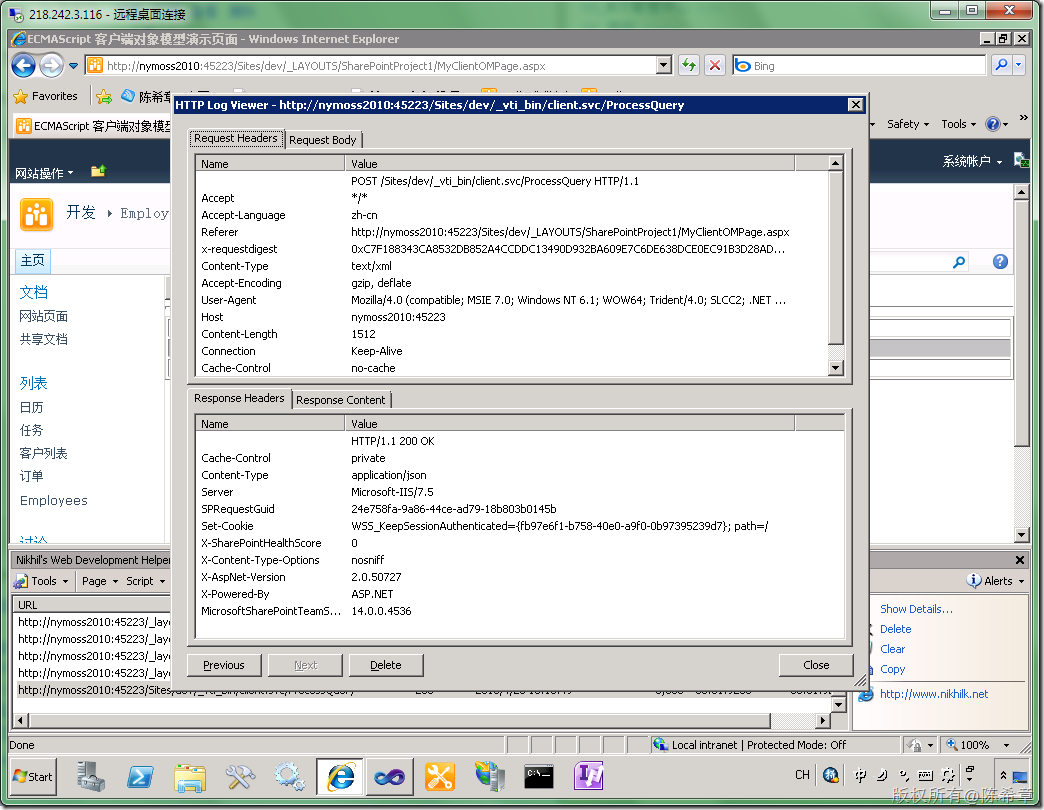 218.242.3.116 - 远程桌面连接
ECMAScript 客户端对象模型演示页面 - Windows Internet Explorer
http://nymoss2010:45223/Sites/dev/_LAYOUTS/SharePointProject1/MyClientOMPage.aspx
Bing
Favorites
陈希
ECMAScript 客户端对象模型
Safety
Tools
网站操作
系统帐户
开发
Employ
主页
文档
网站页面
共享文档
列表
日历
任务
客户列表
订单
Employees
讨论
HTTP Log Viewer - http://nymoss2010:45223/Sites/dev/_vti_bin/client.svc/ProcessQuery
Request Headers Request Body
Name Value
POST /Sites/dev/_vti_bin/client.svc/ProcessQuery HTTP/1.1
Accept */*
Accept-Language zh-cn
Referer http://nymoss2010:45223/Sites/dev/_LAYOUTS/SharePointProject1/MyClientOMPage.aspx
x-requestdigest 0xC7F188343CA8532DB852A4CCDDC13490D932BA609E7C6DE638DCE0EC91B3D28AD...
Content-Type text/xml
Accept-Encoding gzip, deflate
User-Agent Mozilla/4.0 (compatible; MSIE 7.0; Windows NT 6.1; WOW64; Trident/4.0; SLCC2; .NET ...
Host nymoss2010:45223
Content-Length 1512
Connection Keep-Alive
Cache-Control no-cache
Response Headers Response Content
Name Value
HTTP/1.1 200 OK
Cache-Control private
Content-Type application/json
Server Microsoft-IIS/7.5
SPRequestGuid 24e758fa-9a86-44ce-ad79-18b803b0145b
Set-Cookie WSS_KeepSessionAuthenticated={fb97e6f1-b758-40e0-a9f0-0b97395239d7}; path=/
X-SharePointHealthScore 0
X-Content-Type-Options nosniff
X-AspNet-Version 2.0.50727
X-Powered-By ASP.NET
MicrosoftSharePointTeamS... 14.0.0.4536
Previous Next Delete Close
Nikhil's Web Development Helper
Tools Page Script
Alerts
URL
http://nymoss2010:45223/_layo
http://nymoss2010:45223/_layo
http://nymoss2010:45223/_layo
http://nymoss2010:45223/_layo
http://nymoss2010:45223/Sites/dev/_vti_bin/client.svc/ProcessQuery
Show Details...
Delete
Clear
Copy
http://www.nikhilk.net
Done
Local intranet | Protected Mode: Off
100%
Start
CH
中
版权所有@陈希章